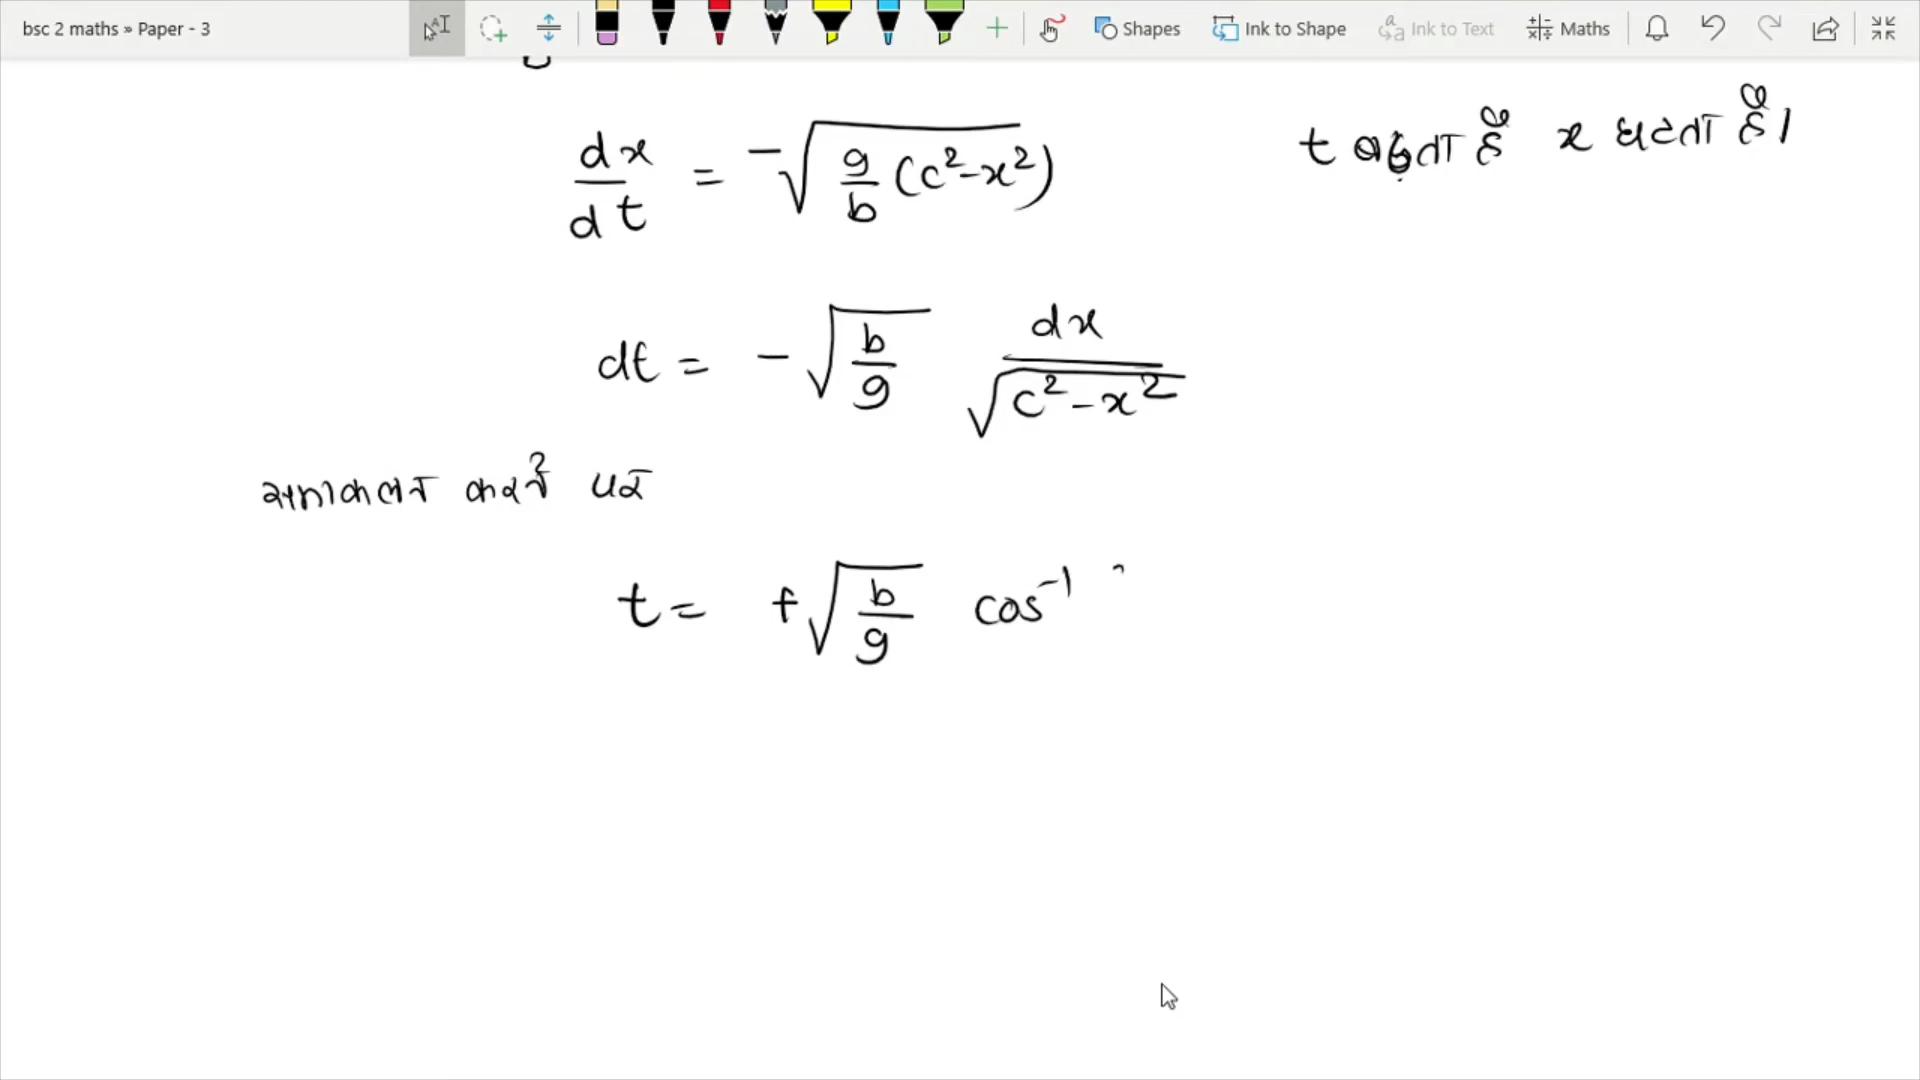 bsc 2 maths » Paper - 3
Shapes Ink to Shape Ink to Text Maths
dx/dt = -√(g/b (c²-x²))
t बढ़ता है x घटता है।
dt = -√(b/g) dx/√(c²-x²)
समाकलन करने पर
t = +√(b/g) cos⁻¹